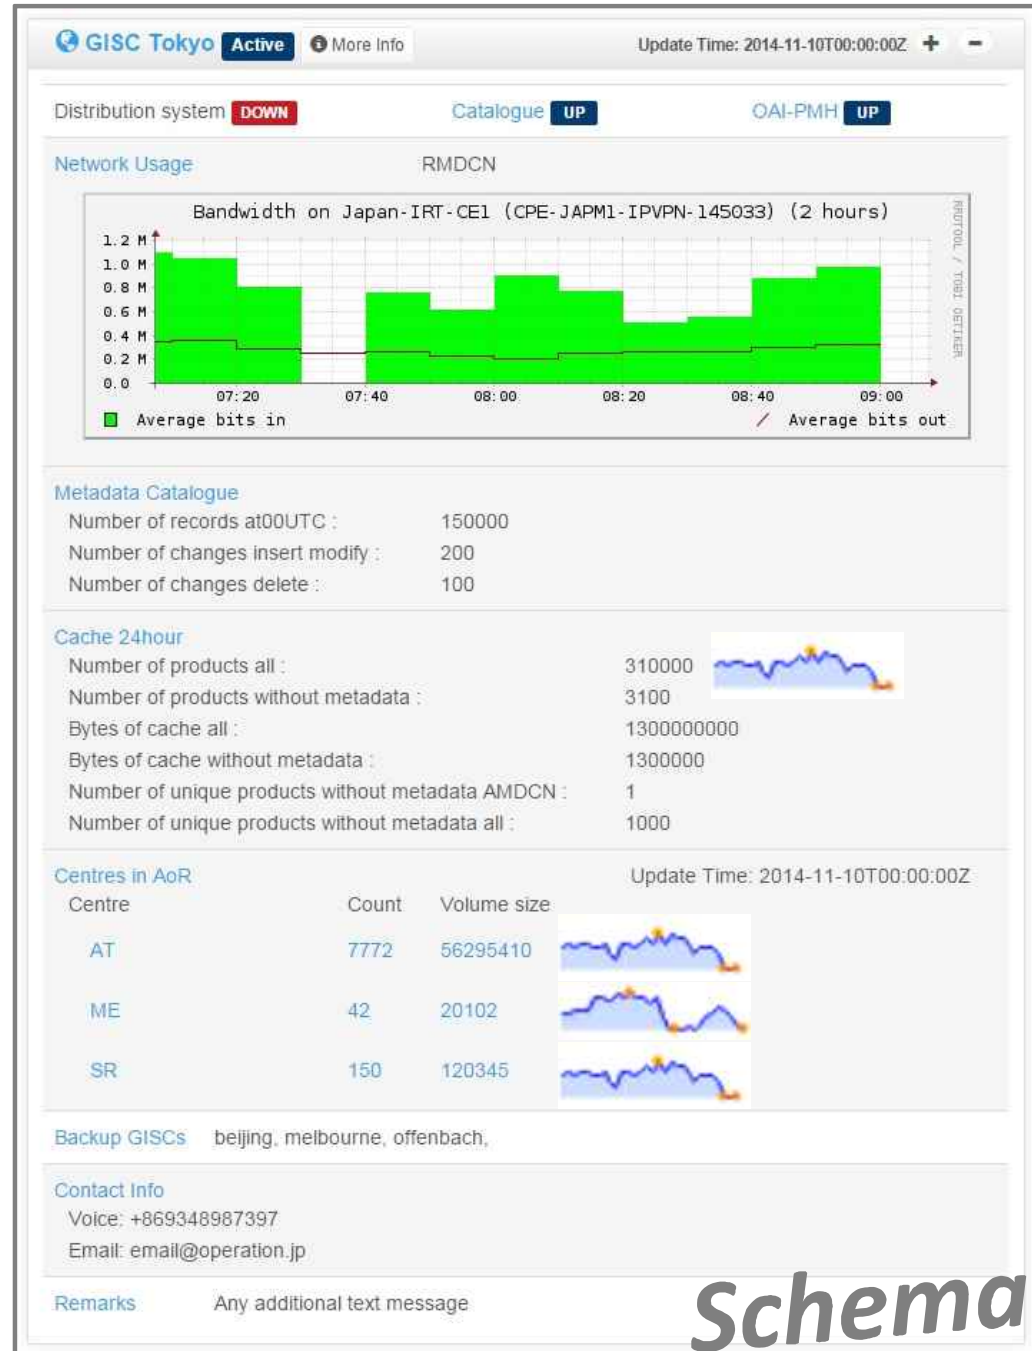 GISC Tokyo Active More Info Update Time: 2014-11-10T00:00:00Z + -
Distribution system DOWN Catalogue UP OAI-PMH UP
Network Usage RMDCN
Bandwidth on Japan-IRT-CE1 (CPE-JAPM1-IPVPN-145033) (2 hours)
RRDTOOL / TOBI OETIKER
1.2 M
1.0 M
0.8 M
0.6 M
0.4 M
0.2 M
0.0
07:20 07:40 08:00 08:20 08:40 09:00
Average bits in Average bits out
Metadata Catalogue
Number of records at00UTC : 150000
Number of changes insert modify : 200
Number of changes delete : 100
Cache 24hour
Number of products all : 310000
Number of products without metadata : 3100
Bytes of cache all : 1300000000
Bytes of cache without metadata : 1300000
Number of unique products without metadata AMDCN : 1
Number of unique products without metadata all : 1000
Centres in AoR Update Time: 2014-11-10T00:00:00Z
Centre Count Volume size
AT 7772 56295410
ME 42 20102
SR 150 120345
Backup GISCs beijing, melbourne, offenbach,
Contact Info
Voice: +869348987397
Email: email@operation.jp
Remarks Any additional text message
Schema